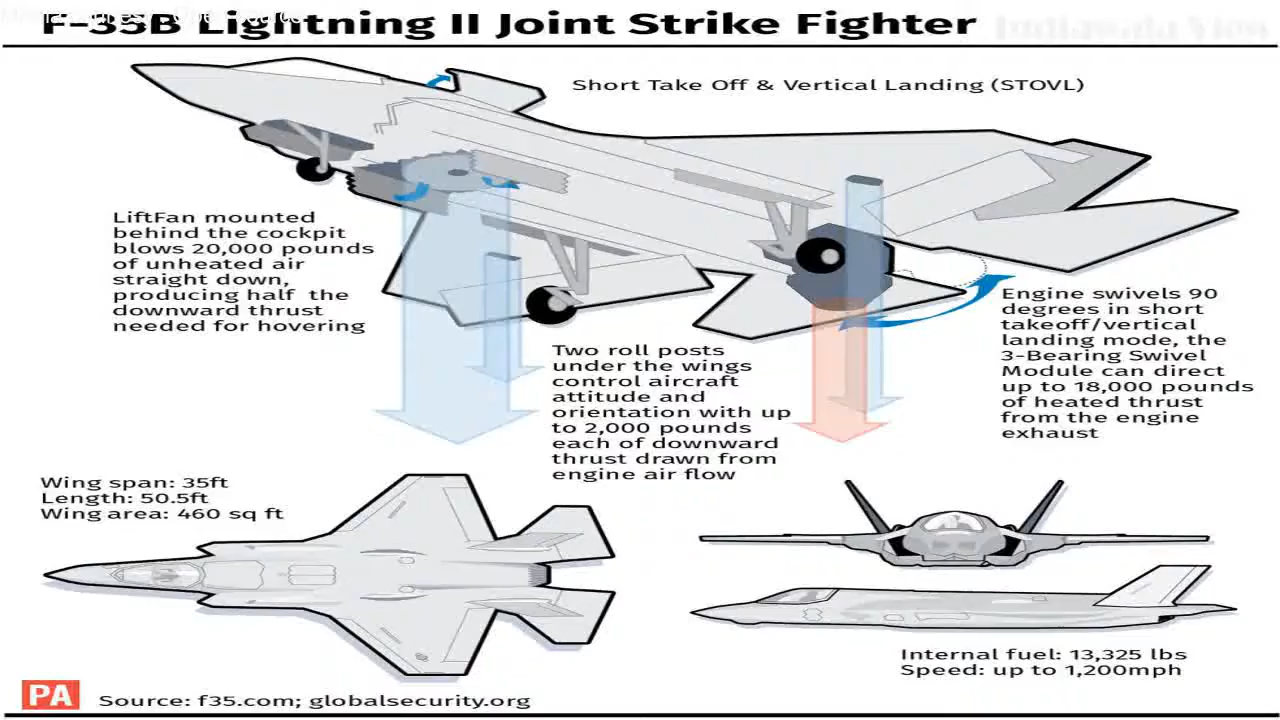 F-35B Lightning II Joint Strike Fighter
Short Take Off & Vertical Landing (STOVL)
LiftFan mounted
behind the cockpit
blows 20,000 pounds
of unheated air
straight down,
producing half the
downward thrust
needed for hovering
Two roll posts
under the wings
control aircraft
attitude and
orientation with up
to 2,000 pounds
each of downward
thrust drawn from
engine air flow
Engine swivels 90
degrees in short
takeoff/vertical
landing mode, the
3-Bearing Swivel
Module can direct
up to 18,000 pounds
of heated thrust
from the engine
exhaust
Wing span: 35ft
Length: 50.5ft
Wing area: 460 sq ft
Internal fuel: 13,325 lbs
Speed: up to 1,200mph
PA
Source: f35.com; globalsecurity.org